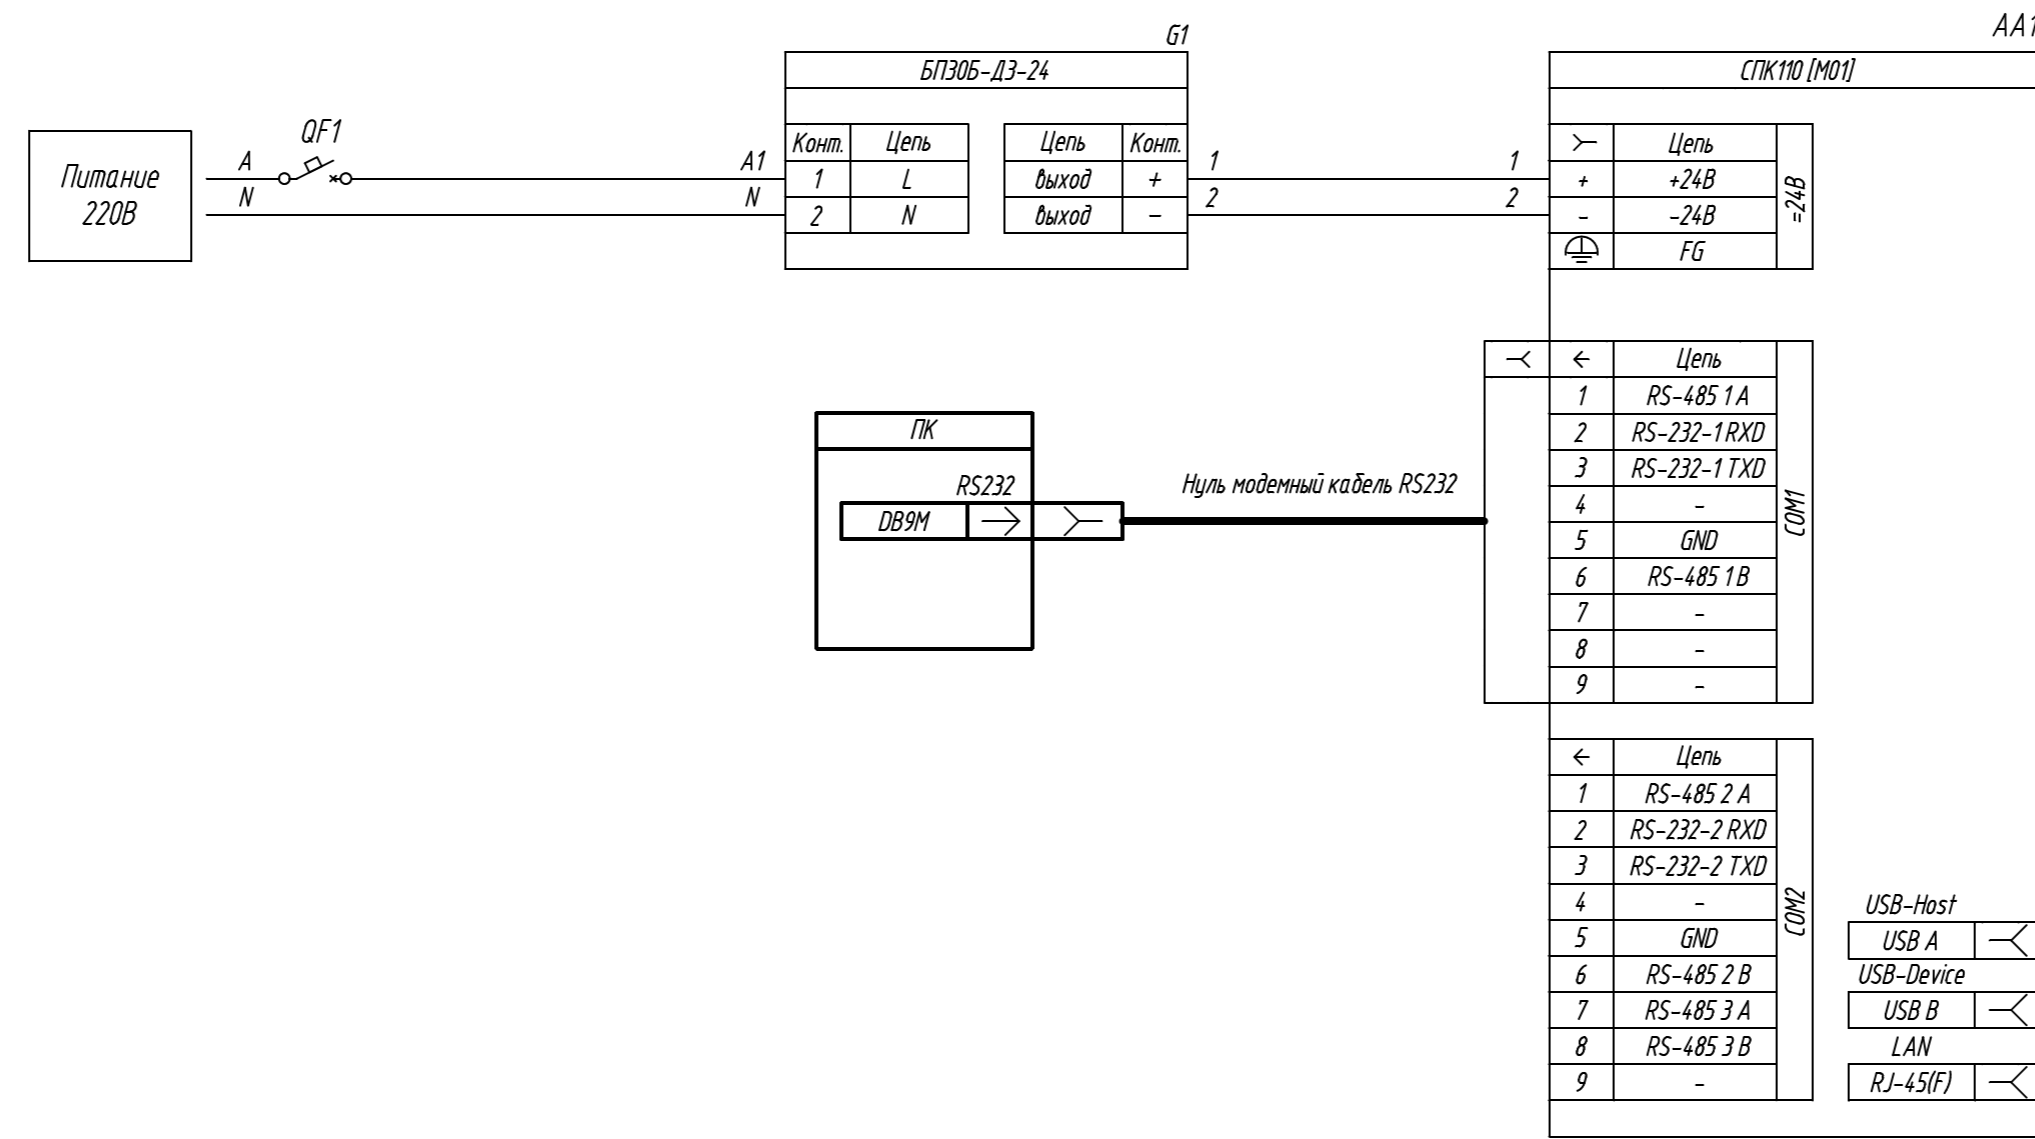 G1
AA1
БП30Б-Д3-24
СПК110 [М01]
Питание
220В
A
QF1
N
A1
N
Конт. Цепь
1 L
2 N
Цепь Конт.
выход +
выход -
1
2
1
2
Цепь
+ +24В
- -24В
FG
=24В
Цепь
1 RS-485 1 A
2 RS-232-1 RXD
3 RS-232-1 TXD
4 -
5 GND
6 RS-485 1 B
7 -
8 -
9 -
COM1
ПК
RS232
DB9M
Нуль модемный кабель RS232
Цепь
1 RS-485 2 A
2 RS-232-2 RXD
3 RS-232-2 TXD
4 -
5 GND
6 RS-485 2 B
7 RS-485 3 A
8 RS-485 3 B
9 -
COM2
USB-Host
USB A
USB-Device
USB B
LAN
RJ-45(F)